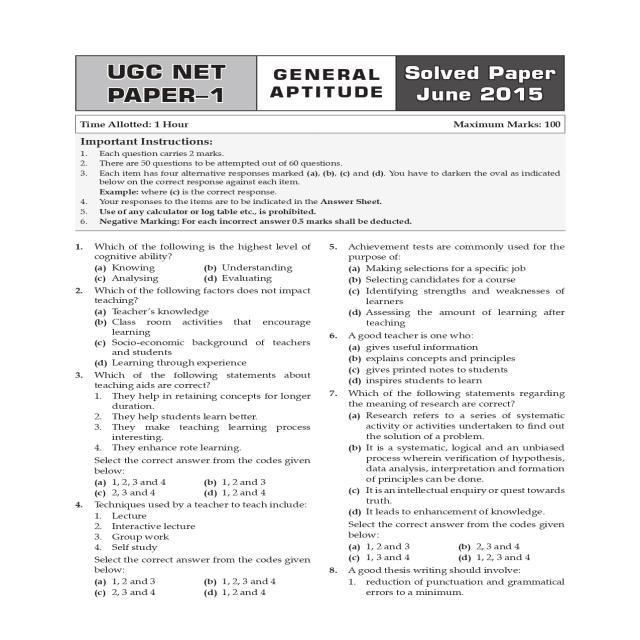 UGC NET
PAPER–1
GENERAL
APTITUDE
Solved Paper
June 2015
Time Allotted: 1 Hour Maximum Marks: 100
Important Instructions:
1. Each question carries 2 marks.
2. There are 50 questions to be attempted out of 60 questions.
3. Each item has four alternative responses marked (a), (b), (c) and (d). You have to darken the oval as indicated
below on the correct response against each item.
Example: where (c) is the correct response.
4. Your responses to the items are to be indicated in the Answer Sheet.
5. Use of any calculator or log table etc., is prohibited.
6. Negative Marking: For each incorrect answer 0.5 marks shall be deducted.
1. Which of the following is the highest level of
cognitive ability?
(a) Knowing (b) Understanding
(c) Analysing (d) Evaluating
2. Which of the following factors does not impact
teaching?
(a) Teacher's knowledge
(b) Class room activities that encourage
learning
(c) Socio-economic background of teachers
and students
(d) Learning through experience
3. Which of the following statements about
teaching aids are correct?
1. They help in retaining concepts for longer
duration.
2. They help students learn better.
3. They make teaching learning process
interesting.
4. They enhance rote learning.
Select the correct answer from the codes given
below:
(a) 1, 2, 3 and 4 (b) 1, 2 and 3
(c) 2, 3 and 4 (d) 1, 2 and 4
4. Techniques used by a teacher to teach include:
1. Lecture
2. Interactive lecture
3. Group work
4. Self study
Select the correct answer from the codes given
below:
(a) 1, 2 and 3 (b) 1, 2, 3 and 4
(c) 2, 3 and 4 (d) 1, 2 and 4
5. Achievement tests are commonly used for the
purpose of:
(a) Making selections for a specific job
(b) Selecting candidates for a course
(c) Identifying strengths and weaknesses of
learners
(d) Assessing the amount of learning after
teaching
6. A good teacher is one who:
(a) gives useful information
(b) explains concepts and principles
(c) gives printed notes to students
(d) inspires students to learn
7. Which of the following statements regarding
the meaning of research are correct?
(a) Research refers to a series of systematic
activity or activities undertaken to find out
the solution of a problem.
(b) It is a systematic, logical and an unbiased
process wherein verification of hypothesis,
data analysis, interpretation and formation
of principles can be done.
(c) It is an intellectual enquiry or quest towards
truth.
(d) It leads to enhancement of knowledge.
Select the correct answer from the codes given
below:
(a) 1, 2 and 3 (b) 2, 3 and 4
(c) 1, 3 and 4 (d) 1, 2, 3 and 4
8. A good thesis writing should involve:
1. reduction of punctuation and grammatical
errors to a minimum.